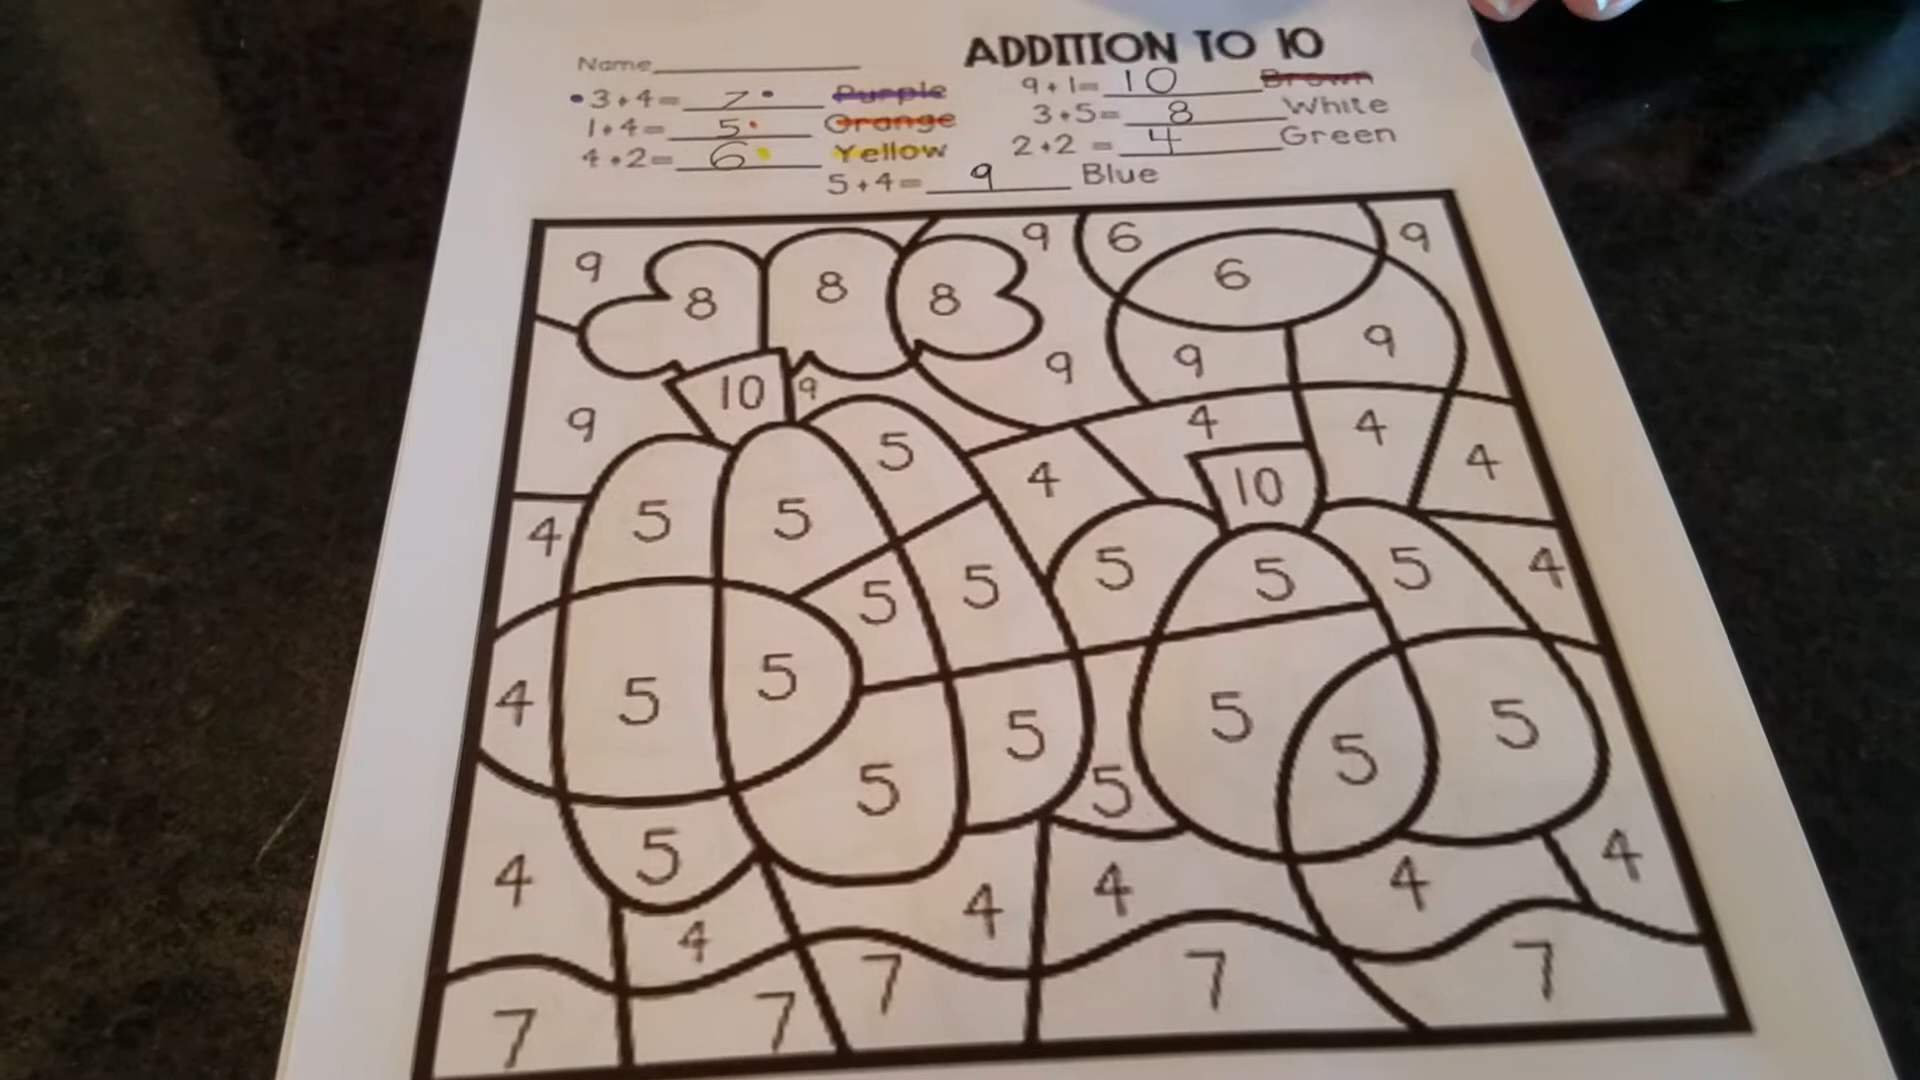 ADDITION TO 10
Name
3+4= 7 Purple
9+1= 10 Brown
1+4= 5 Orange
3+5= 8 White
4+2= 6 Yellow
2+2 = 4 Green
5+4= 9 Blue
9 6 9
9 8 8 8 6
9 9 9
9 10 9 4 4
5 4 10 4
4 5 5
5 5 5 5 5 4
4 5 5 5 5
5 5 5
5 4
4 5 4 4
4 4
7 7 7
7 7